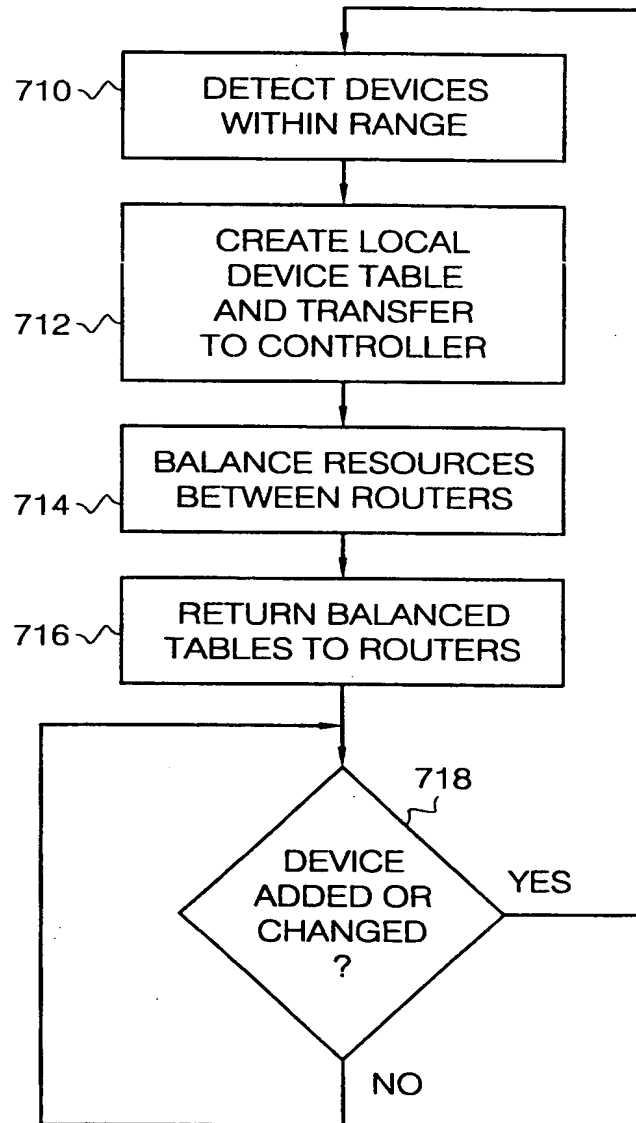 710
DETECT DEVICES
WITHIN RANGE
712
CREATE LOCAL
DEVICE TABLE
AND TRANSFER
TO CONTROLLER
714
BALANCE RESOURCES
BETWEEN ROUTERS
716
RETURN BALANCED
TABLES TO ROUTERS
718
DEVICE
ADDED OR
CHANGED
?
YES
NO